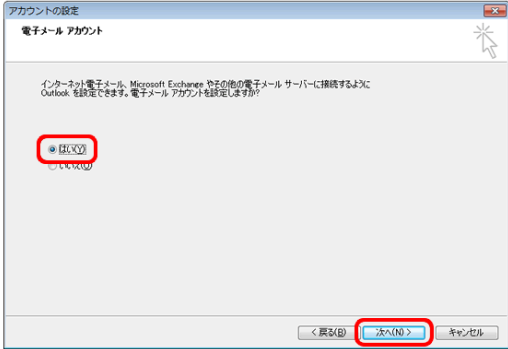 アカウントの設定
電子メール アカウント
インターネット電子メール、Microsoft Exchange やその他の電子メール サーバーに接続するように
Outlook を設定できます。電子メール アカウントを設定しますか?
はい(Y)
いいえ(O)
< 戻る(B)
次へ(N) >
キャンセル